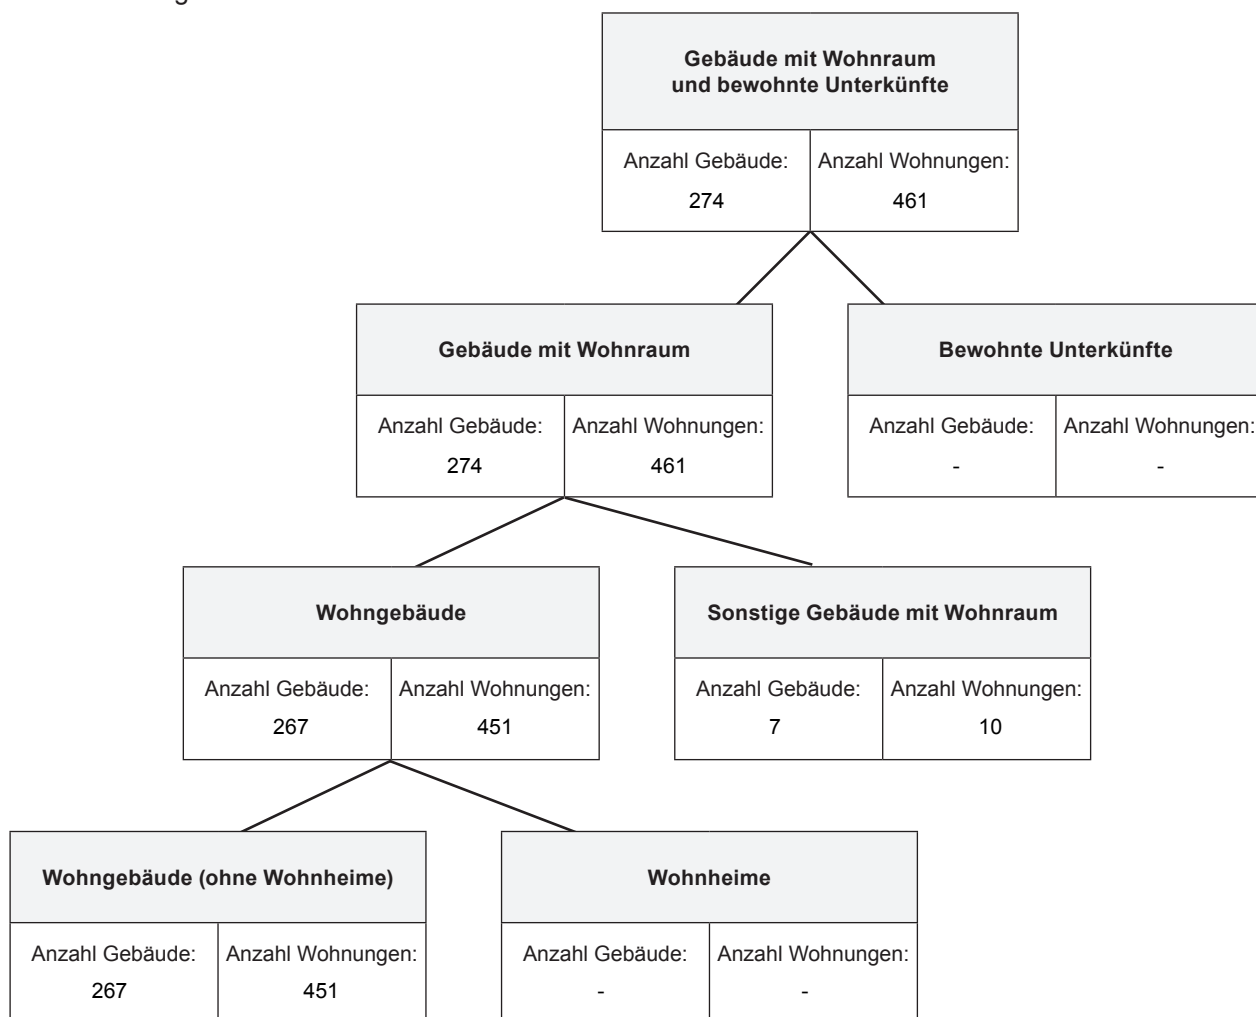 Gebäude mit Wohnraum
und bewohnte Unterkünfte
Anzahl Gebäude: Anzahl Wohnungen:
274 461
Gebäude mit Wohnraum
Anzahl Gebäude: Anzahl Wohnungen:
274 461
Bewohnte Unterkünfte
Anzahl Gebäude: Anzahl Wohnungen:
- -
Wohngebäude
Anzahl Gebäude: Anzahl Wohnungen:
267 451
Sonstige Gebäude mit Wohnraum
Anzahl Gebäude: Anzahl Wohnungen:
7 10
Wohngebäude (ohne Wohnheime)
Anzahl Gebäude: Anzahl Wohnungen:
267 451
Wohnheime
Anzahl Gebäude: Anzahl Wohnungen:
- -